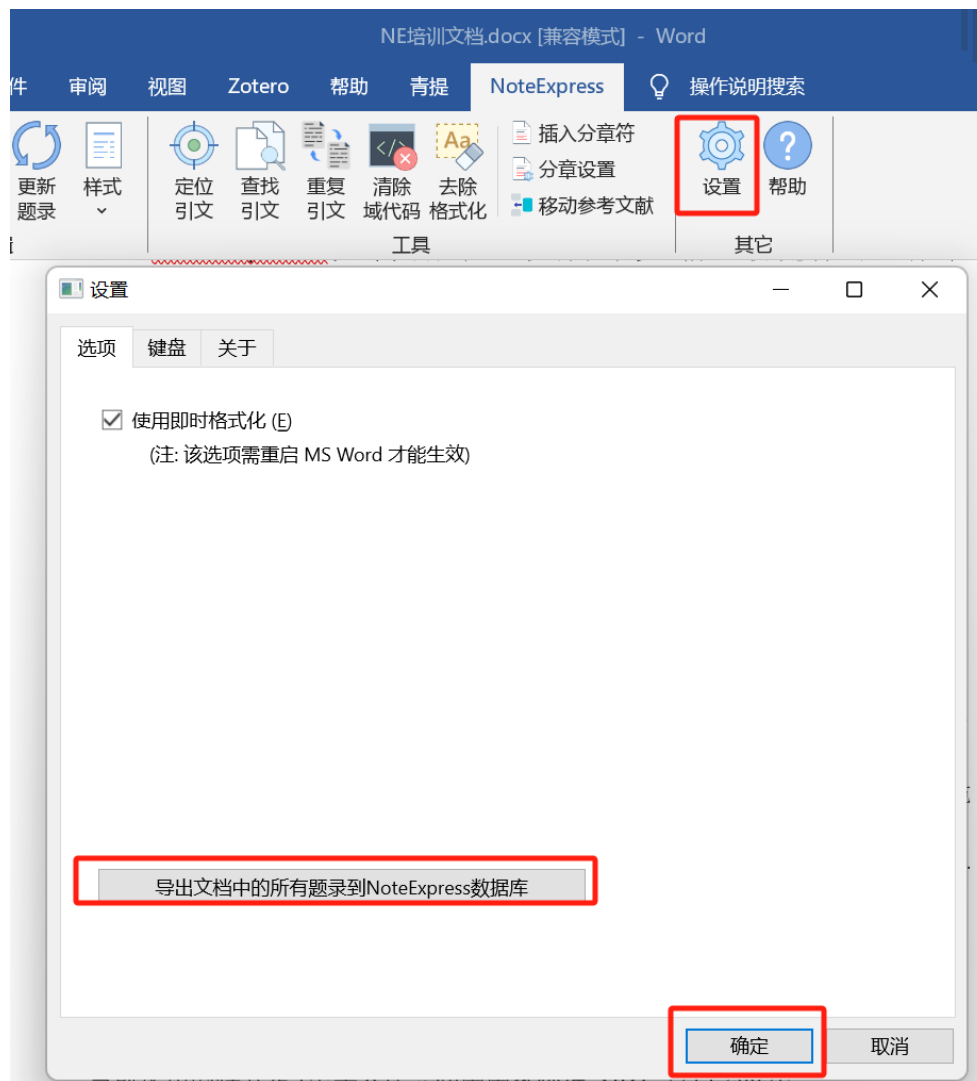 NE培训文档.docx [兼容模式] - Word
件 审阅 视图 Zotero 帮助 青提 NoteExpress 操作说明搜索
更新题录 样式 定位引文 查找引文 重复引文 清除域代码 去除格式化 插入分章符 分章设置 移动参考文献 设置 帮助
工具 其它
设置
选项 键盘 关于
使用即时格式化 (E)
(注: 该选项需重启 MS Word 才能生效)
导出文档中的所有题录到NoteExpress数据库
确定 取消